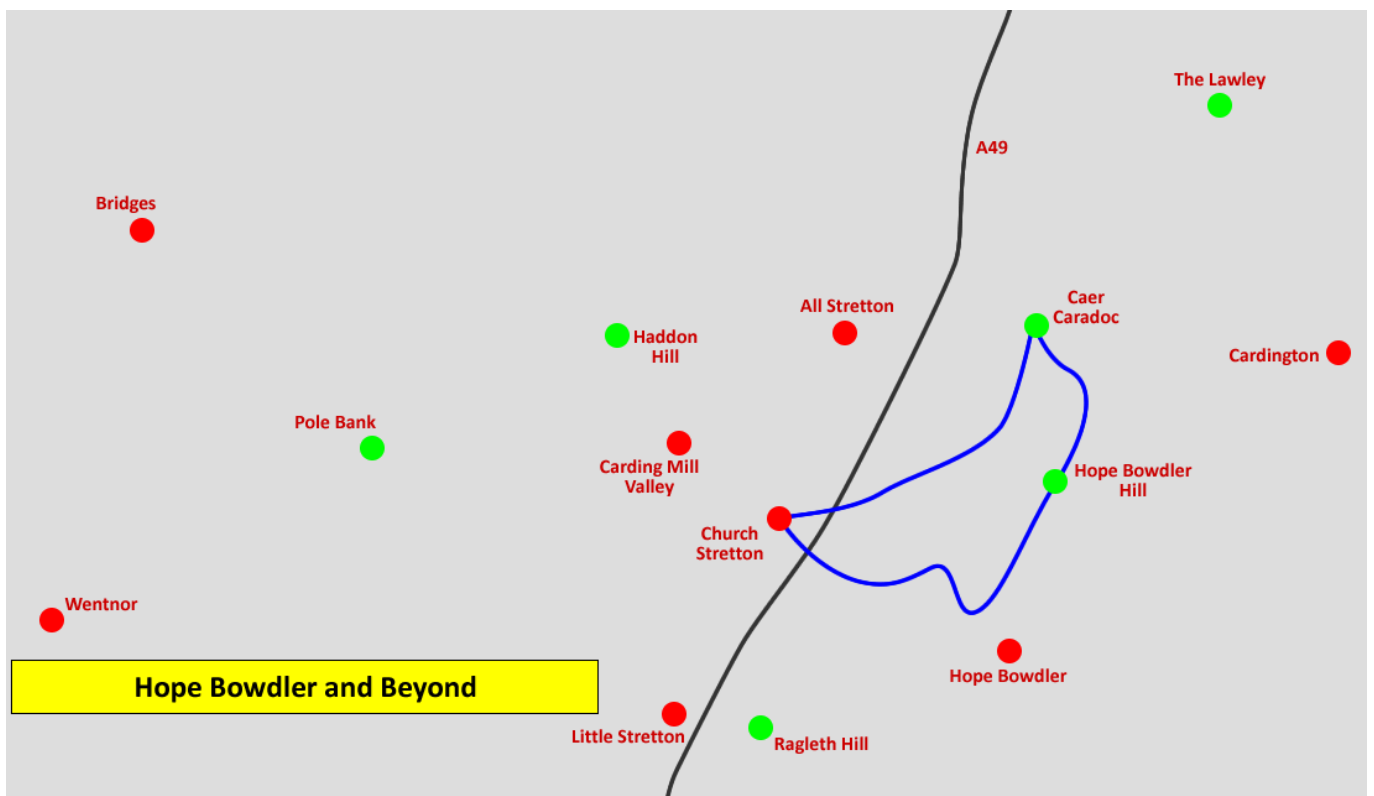 The Lawley
A49
Bridges
Caer
Caradoc
All Stretton
Haddon
Hill
Cardington
Pole Bank
Carding Mill
Valley
Hope Bowdler
Hill
Church
Stretton
Wentnor
Hope Bowdler and Beyond
Hope Bowdler
Little Stretton
Ragleth Hill